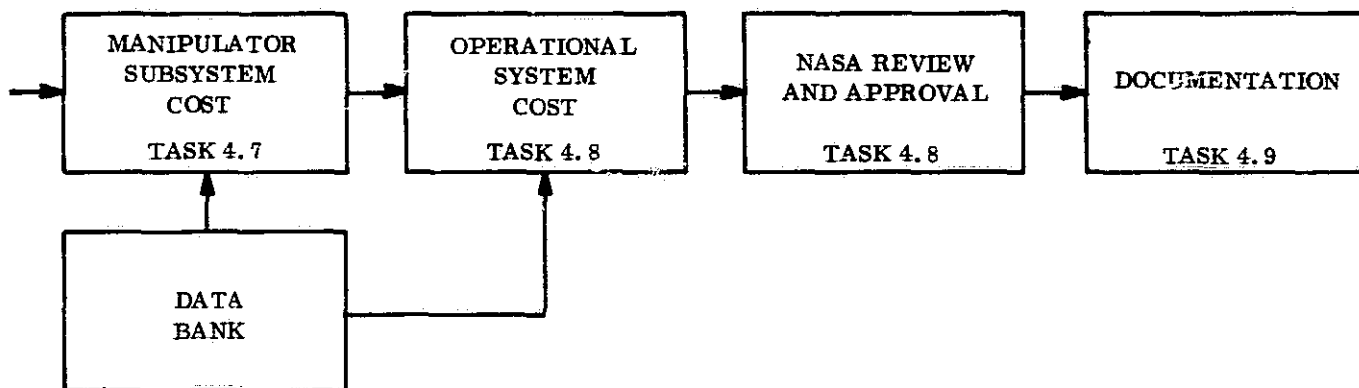 MANIPULATOR
SUBSYSTEM
COST
TASK 4.7
OPERATIONAL
SYSTEM
COST
TASK 4.8
NASA REVIEW
AND APPROVAL
TASK 4.8
DOCUMENTATION
TASK 4.9
DATA
BANK